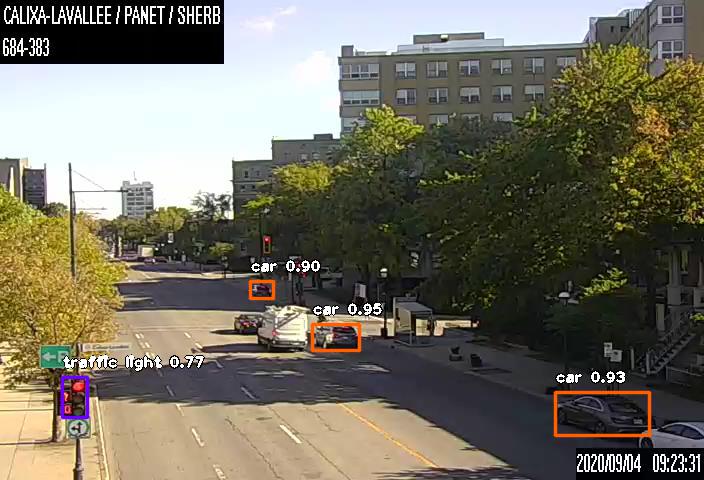 CALIXA-LAVALLEE / PANET / SHERB
684-383
car 0.90
car 0.95
traffic light 0.77
car 0.93
2020/09/04 09:23:31